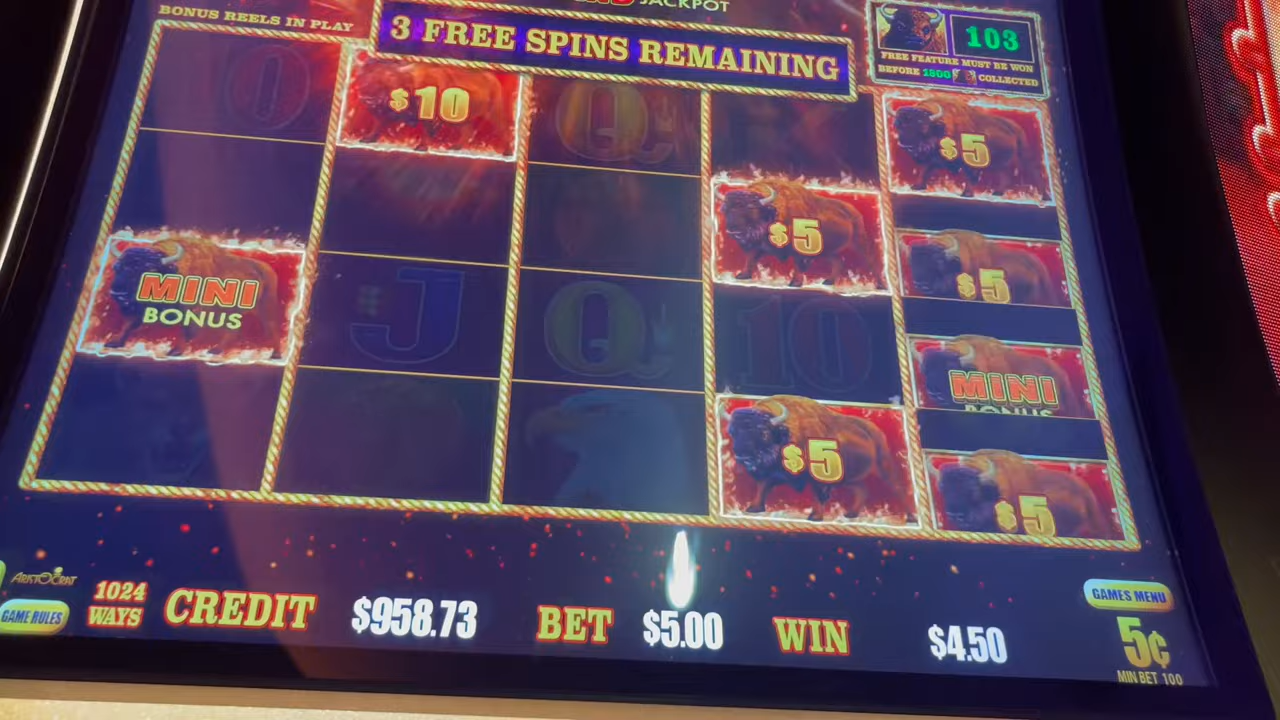 JACKPOT
BONUS REELS IN PLAY
3 FREE SPINS REMAINING
103
FREE FEATURE MUST BE WON
BEFORE 1800 COLLECTED
O
$10
Q
$5
$5
MINI
BONUS
$5
J
Q
10
MINI
BONUS
$5
$5
ARISTOCRAT
GAME RULES
1024
WAYS
CREDIT $958.73 BET $5.00 WIN $4.50
GAMES MENU
5¢
MIN BET 100